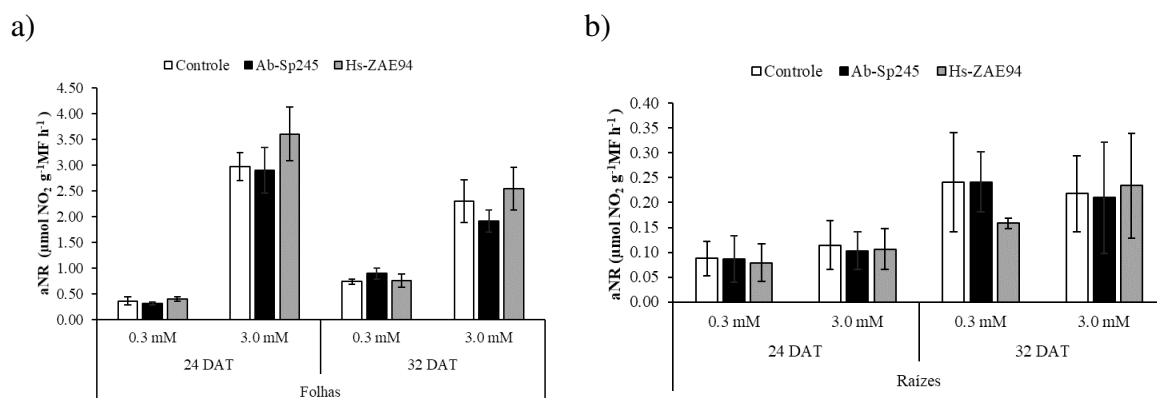 a)
Controle Ab-Sp245 Hs-ZAE94
aNR (µmol NO₂ g⁻¹MF h⁻¹)
4.50
4.00
3.50
3.00
2.50
2.00
1.50
1.00
0.50
0.00
0.3 mM 3.0 mM 0.3 mM 3.0 mM
24 DAT 32 DAT
Folhas
b)
Controle Ab-Sp245 Hs-ZAE94
aNR (µmol NO₂ g⁻¹MF h⁻¹)
0.40
0.35
0.30
0.25
0.20
0.15
0.10
0.05
0.00
0.3 mM 3.0 mM 0.3 mM 3.0 mM
24 DAT 32 DAT
Raízes